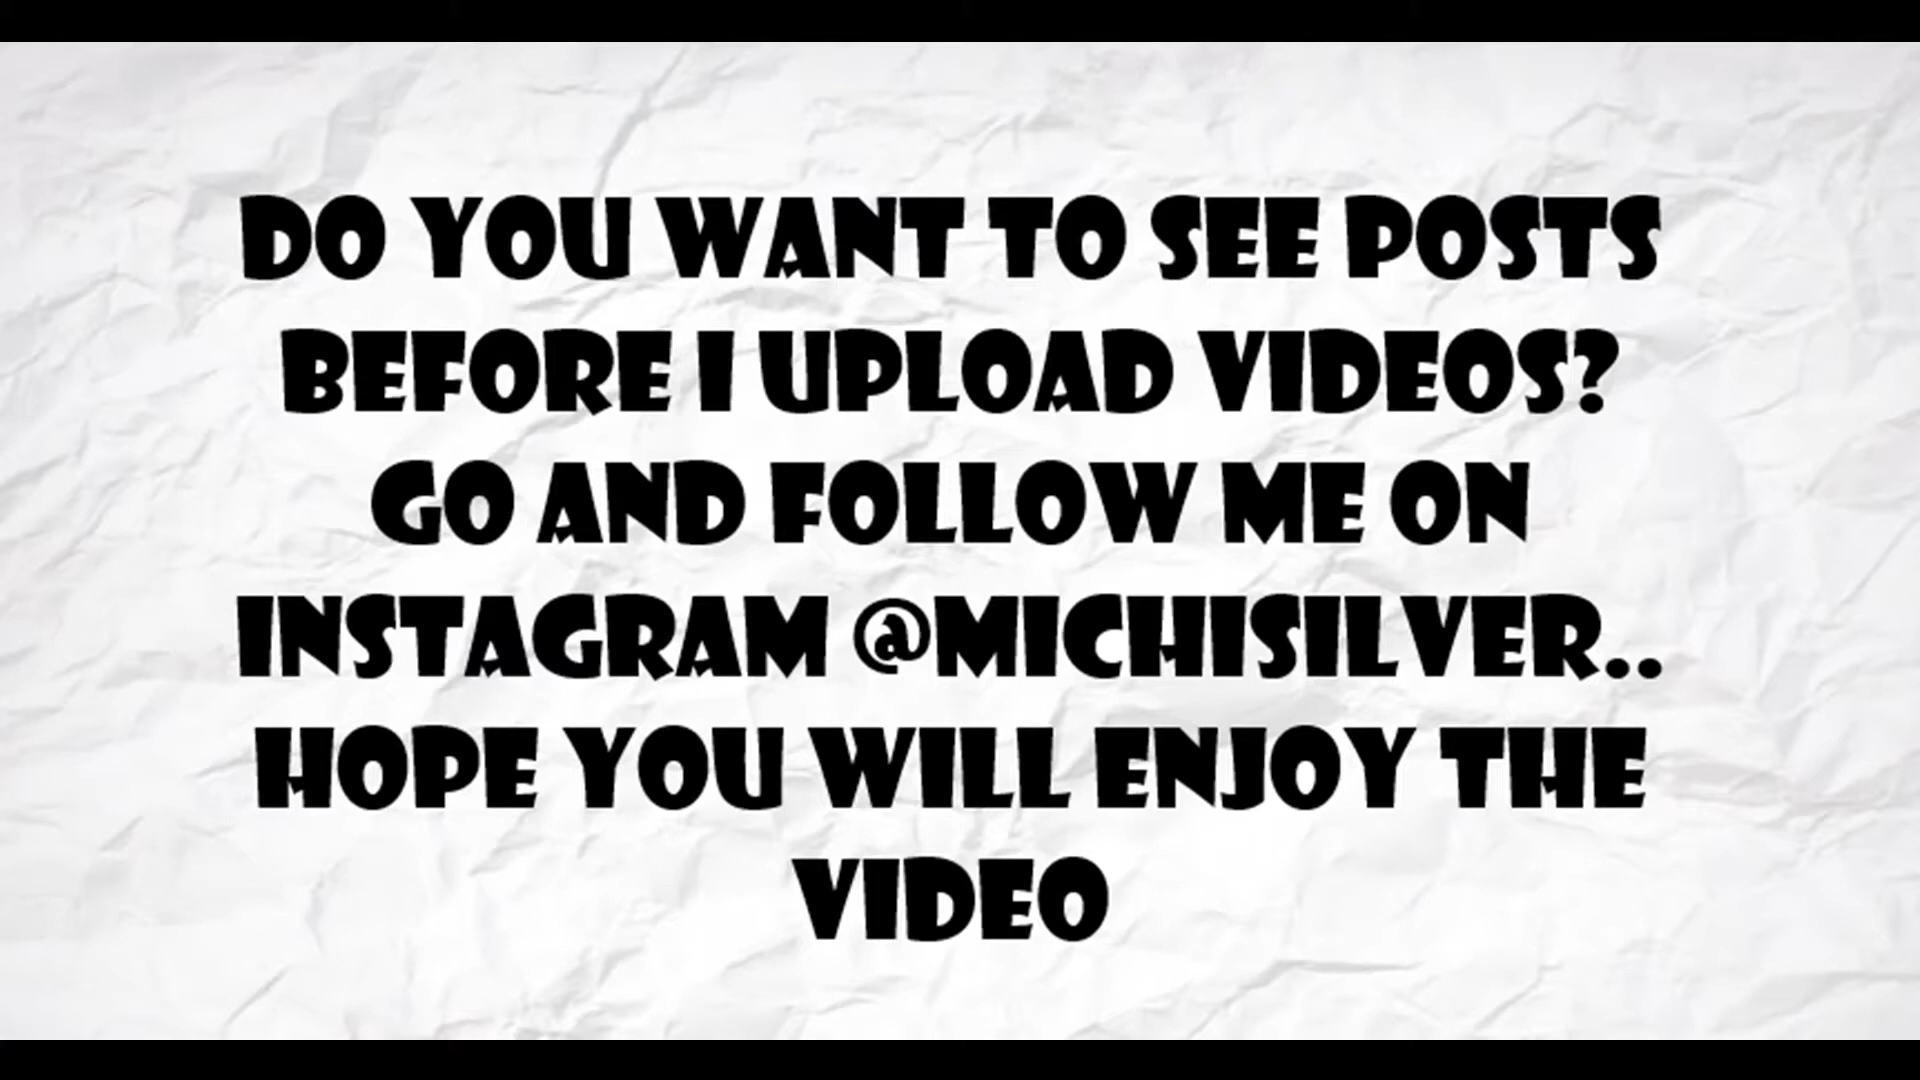 DO YOU WANT TO SEE POSTS
BEFORE I UPLOAD VIDEOS?
GO AND FOLLOW ME ON
INSTAGRAM @MICHISILVER..
HOPE YOU WILL ENJOY THE
VIDEO